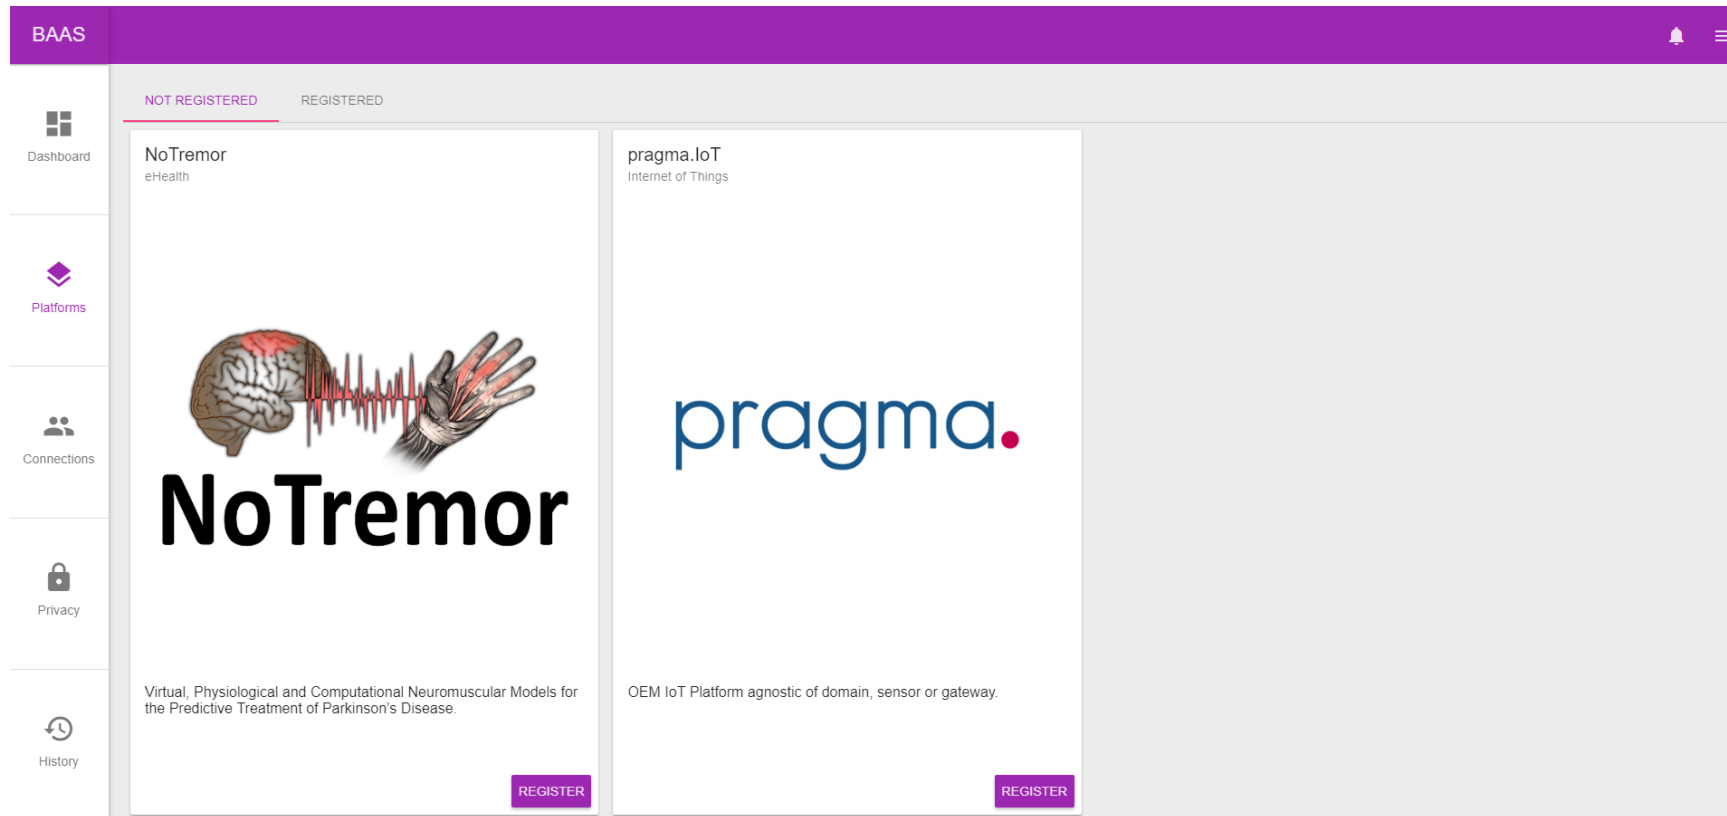 BAAS
NOT REGISTERED
REGISTERED
Dashboard
Platforms
Connections
Privacy
History
NoTremor
eHealth
NoTremor
Virtual, Physiological and Computational Neuromuscular Models for
the Predictive Treatment of Parkinson's Disease.
REGISTER
pragma.IoT
Internet of Things
pragma.
OEM IoT Platform agnostic of domain, sensor or gateway.
REGISTER